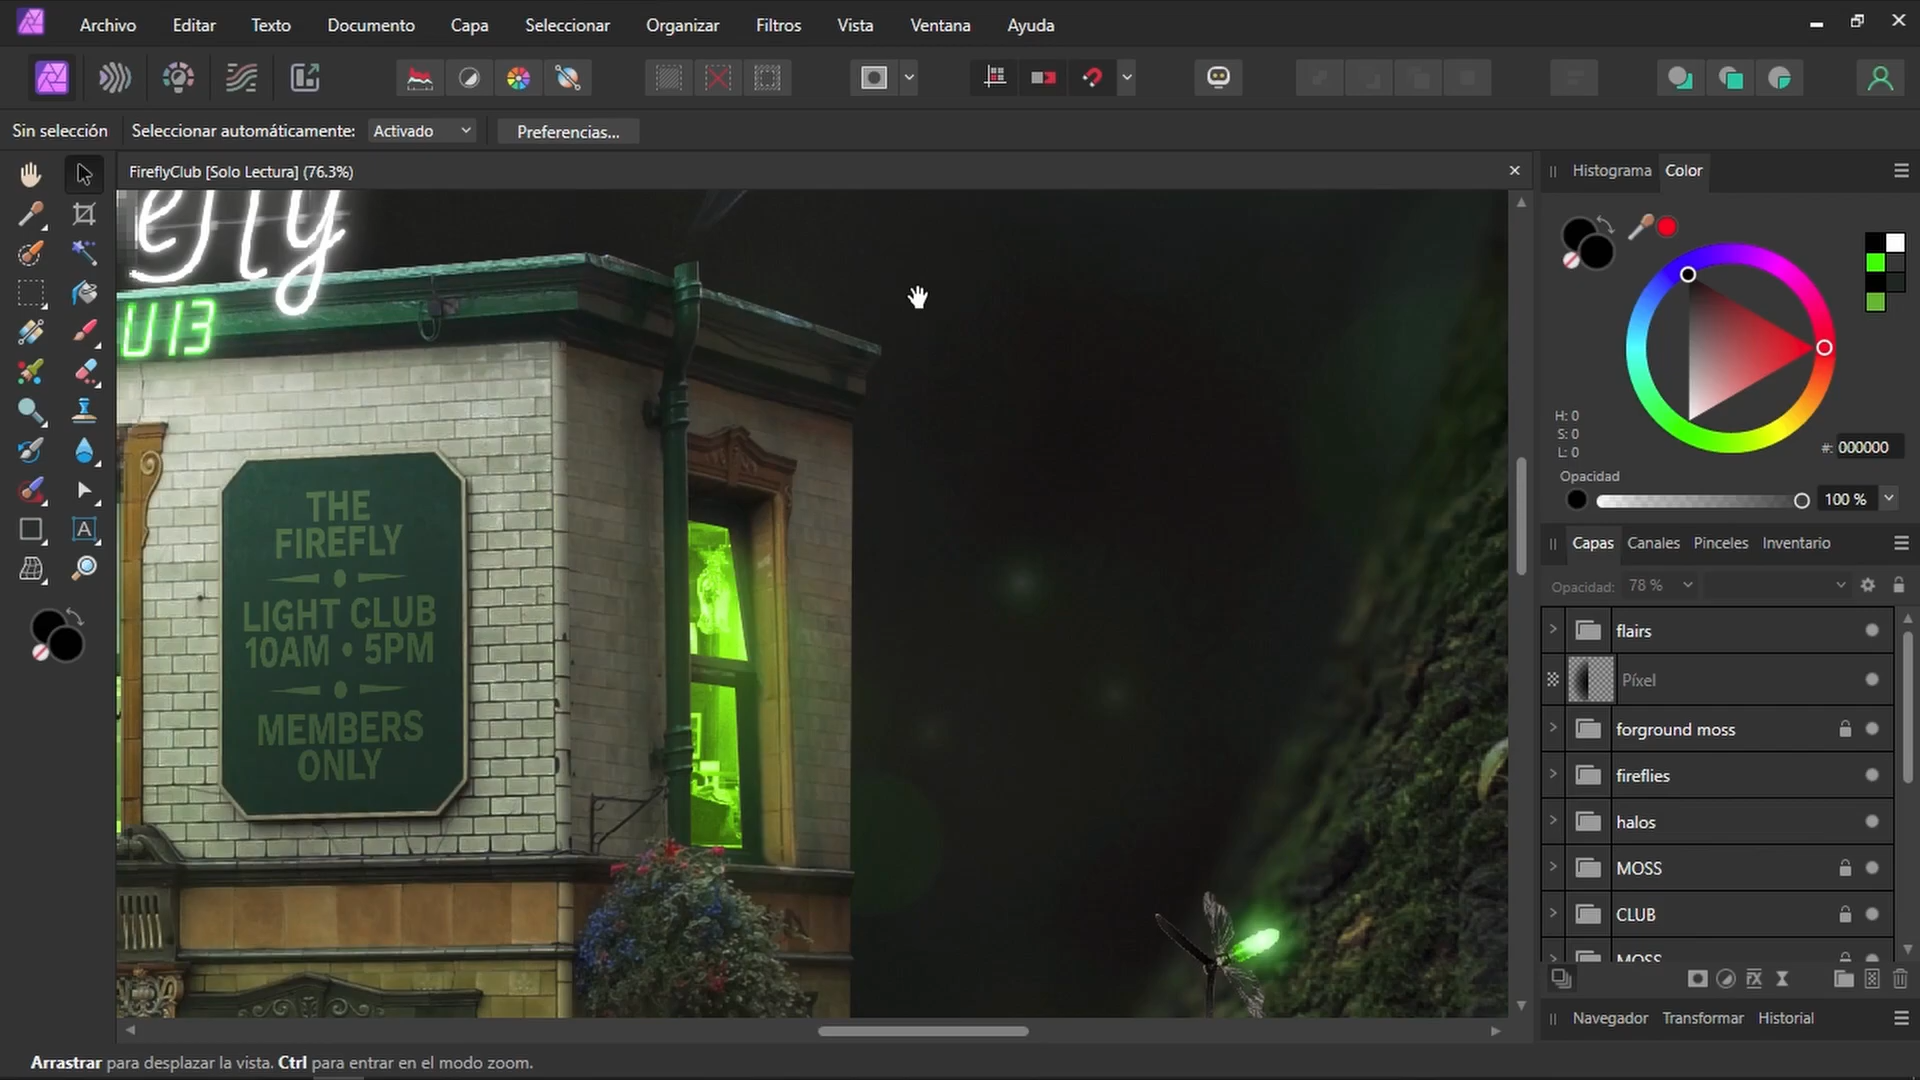 Archivo Editar Texto Documento Capa Seleccionar Organizar Filtros Vista Ventana Ayuda
Sin selección Seleccionar automáticamente: Activado Preferencias...
FireflyClub [Solo Lectura] (76.3%)
Histograma Color
H: 0
S: 0
L: 0
#: 000000
Opacidad
100 %
Capas Canales Pinceles Inventario
Opacidad: 78 %
flairs
Píxel
forground moss
fireflies
halos
MOSS
CLUB
MOSS
Navegador Transformar Historial
THE
FIREFLY
LIGHT CLUB
10AM • 5PM
MEMBERS
ONLY
Arrastrar para desplazar la vista. Ctrl para entrar en el modo zoom.